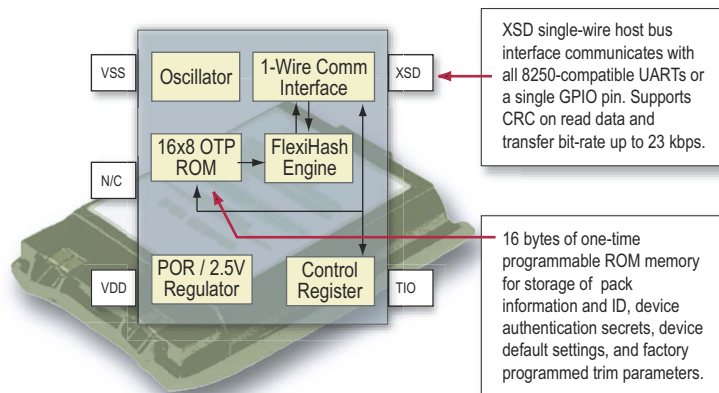 VSS
Oscillator
1-Wire Comm
Interface
XSD
16x8 OTP
ROM
FlexiHash
Engine
N/C
POR / 2.5V
Regulator
Control
Register
VDD
TIO
XSD single-wire host bus
interface communicates with
all 8250-compatible UARTs or
a single GPIO pin. Supports
CRC on read data and
transfer bit-rate up to 23 kbps.
16 bytes of one-time
programmable ROM memory
for storage of pack
information and ID, device
authentication secrets, device
default settings, and factory
programmed trim parameters.